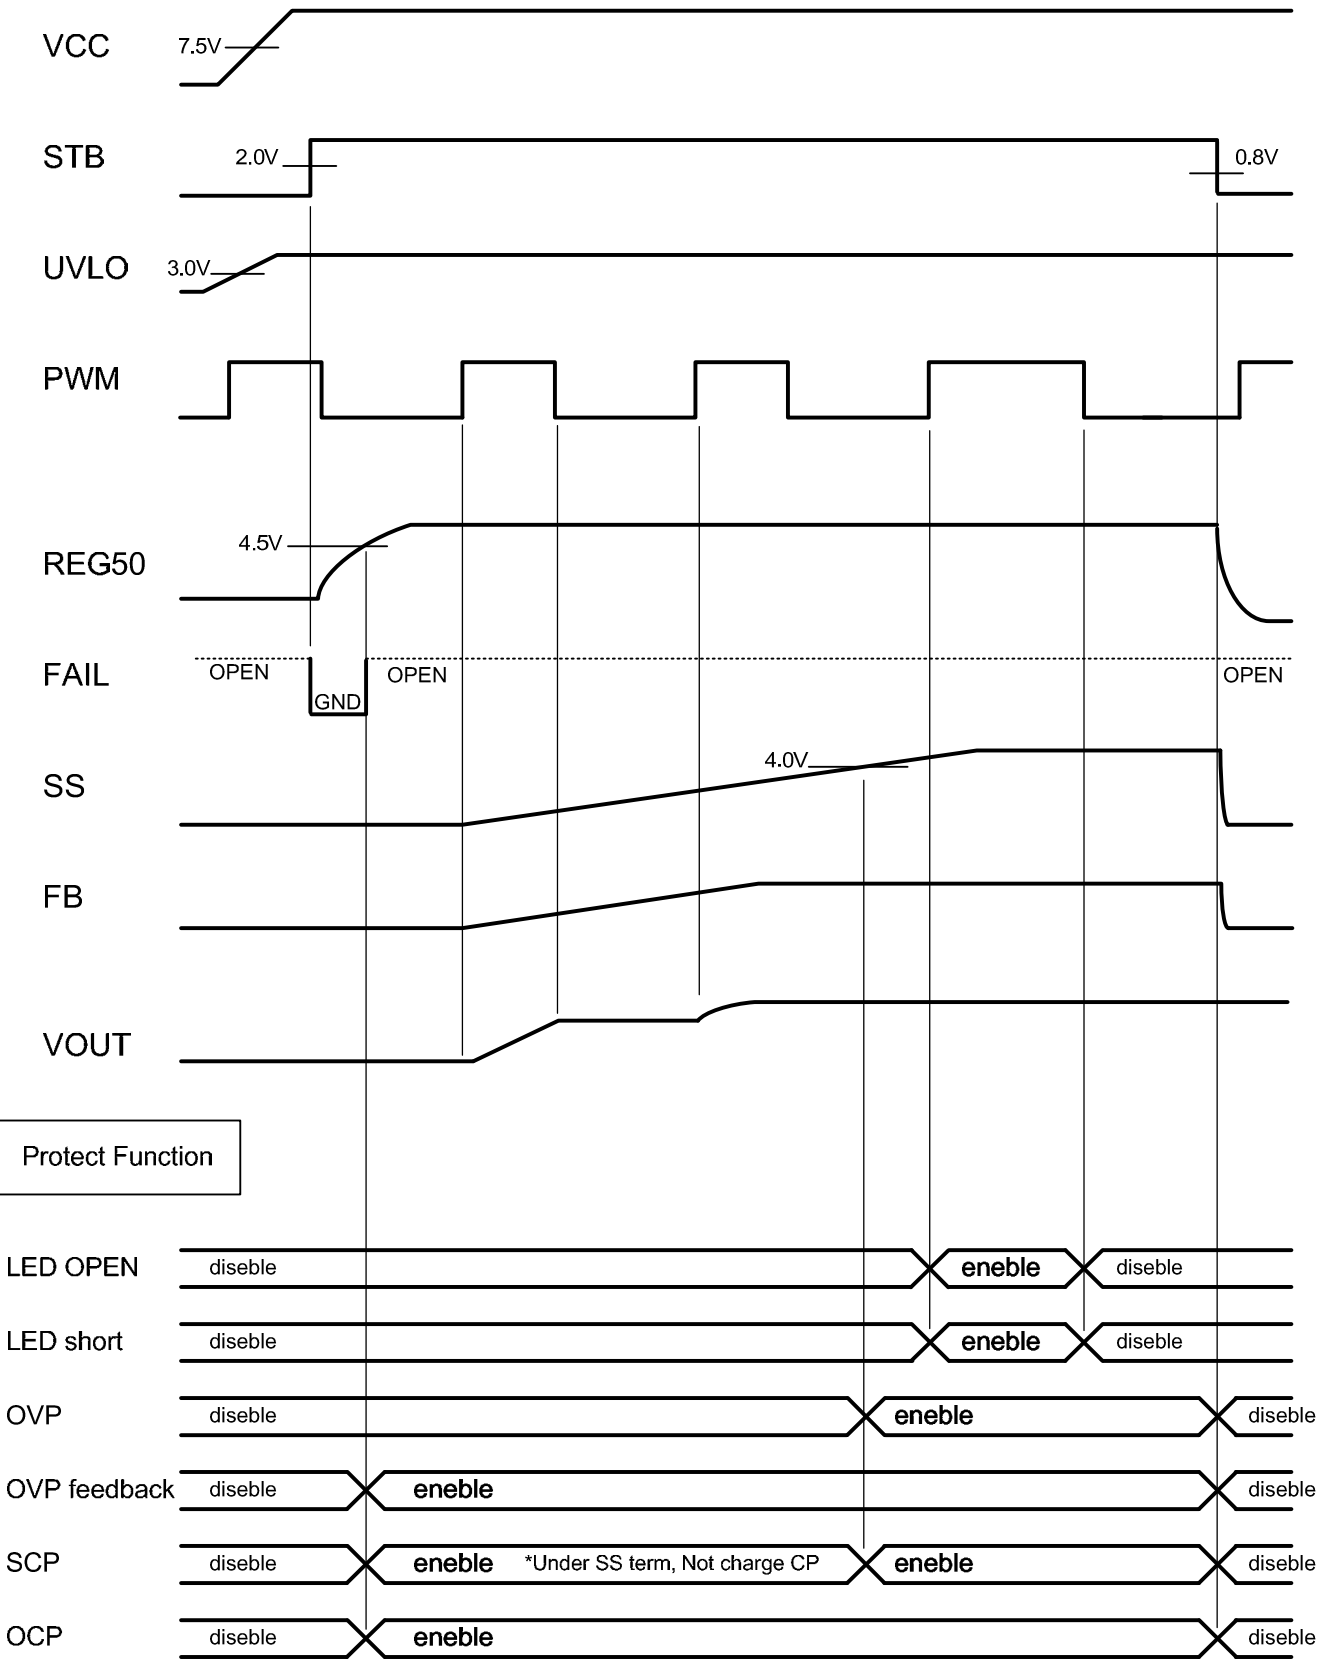 VCC
7.5V
STB
2.0V
0.8V
UVLO
3.0V
PWM
REG50
4.5V
FAIL
OPEN
GND
OPEN
OPEN
SS
4.0V
FB
VOUT
Protect Function
LED OPEN
diseble
eneble
diseble
LED short
diseble
eneble
diseble
OVP
diseble
eneble
diseble
OVP feedback
diseble
eneble
diseble
SCP
diseble
eneble
*Under SS term, Not charge CP
eneble
diseble
OCP
diseble
eneble
diseble